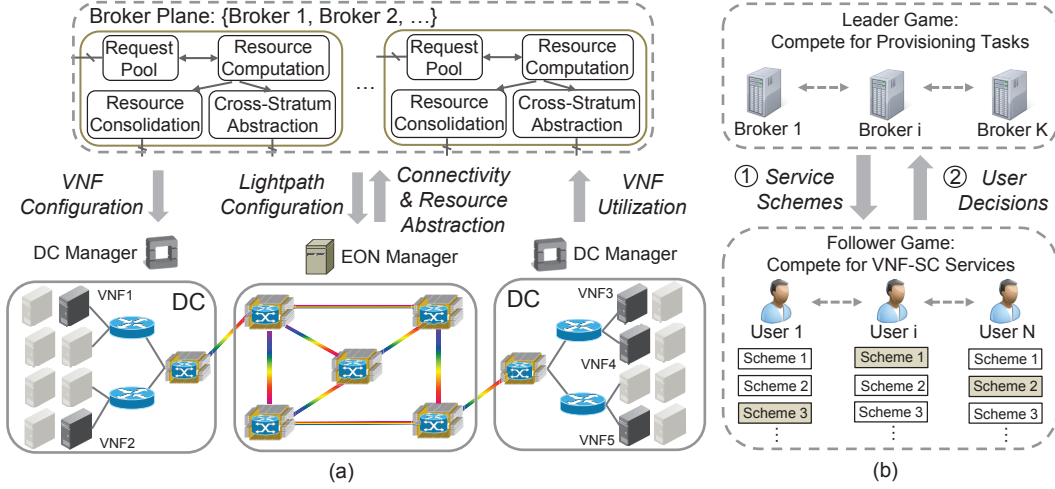 Broker Plane: {Broker 1, Broker 2, …}
Request Pool
Resource Computation
Resource Consolidation
Cross-Stratum Abstraction
…
Request Pool
Resource Computation
Resource Consolidation
Cross-Stratum Abstraction
VNF Configuration
Lightpath Configuration
Connectivity & Resource Abstraction
VNF Utilization
DC Manager
EON Manager
DC Manager
DC
VNF1
VNF2
DC
VNF3
VNF4
VNF5
(a)
Leader Game:
Compete for Provisioning Tasks
Broker 1
Broker i
Broker K
① Service Schemes
② User Decisions
Follower Game:
Compete for VNF-SC Services
User 1
User i
User N
Scheme 1
Scheme 1
Scheme 1
Scheme 2
Scheme 2
Scheme 2
Scheme 3
Scheme 3
Scheme 3
(b)